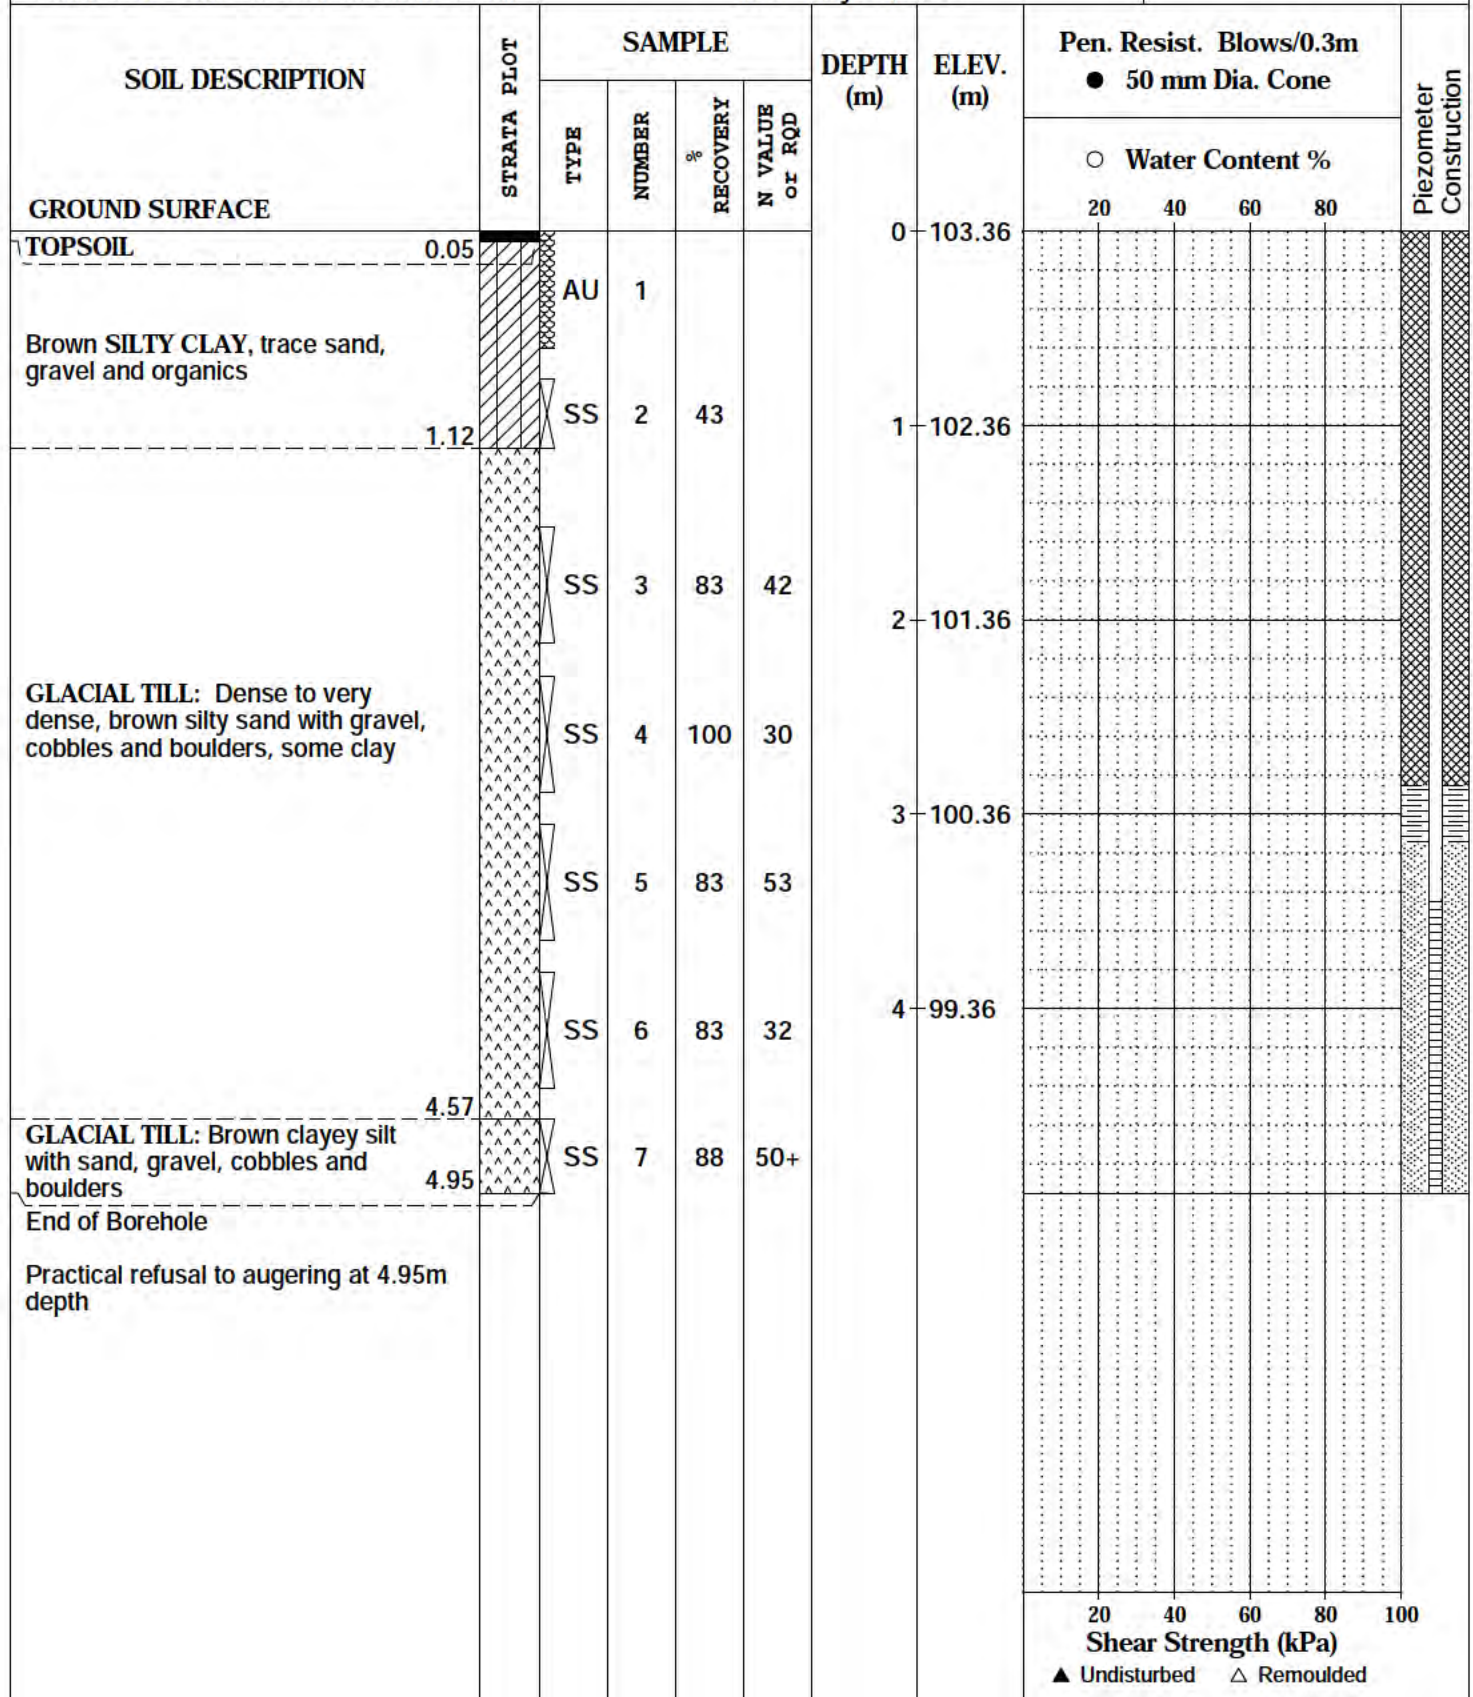 SOIL DESCRIPTION
GROUND SURFACE
STRATA PLOT
SAMPLE
TYPE
NUMBER
%
RECOVERY
N VALUE
or RQD
DEPTH
(m)
ELEV.
(m)
Pen. Resist. Blows/0.3m
● 50 mm Dia. Cone
○ Water Content %
20 40 60 80
Piezometer
Construction
TOPSOIL 0.05
0 103.36
AU 1
Brown SILTY CLAY, trace sand,
gravel and organics
SS 2 43
1.12
1 102.36
SS 3 83 42
2 101.36
GLACIAL TILL: Dense to very
dense, brown silty sand with gravel,
cobbles and boulders, some clay
SS 4 100 30
3 100.36
SS 5 83 53
4 99.36
SS 6 83 32
4.57
GLACIAL TILL: Brown clayey silt
with sand, gravel, cobbles and
boulders
4.95
SS 7 88 50+
End of Borehole
Practical refusal to augering at 4.95m
depth
20 40 60 80 100
Shear Strength (kPa)
▲ Undisturbed △ Remoulded